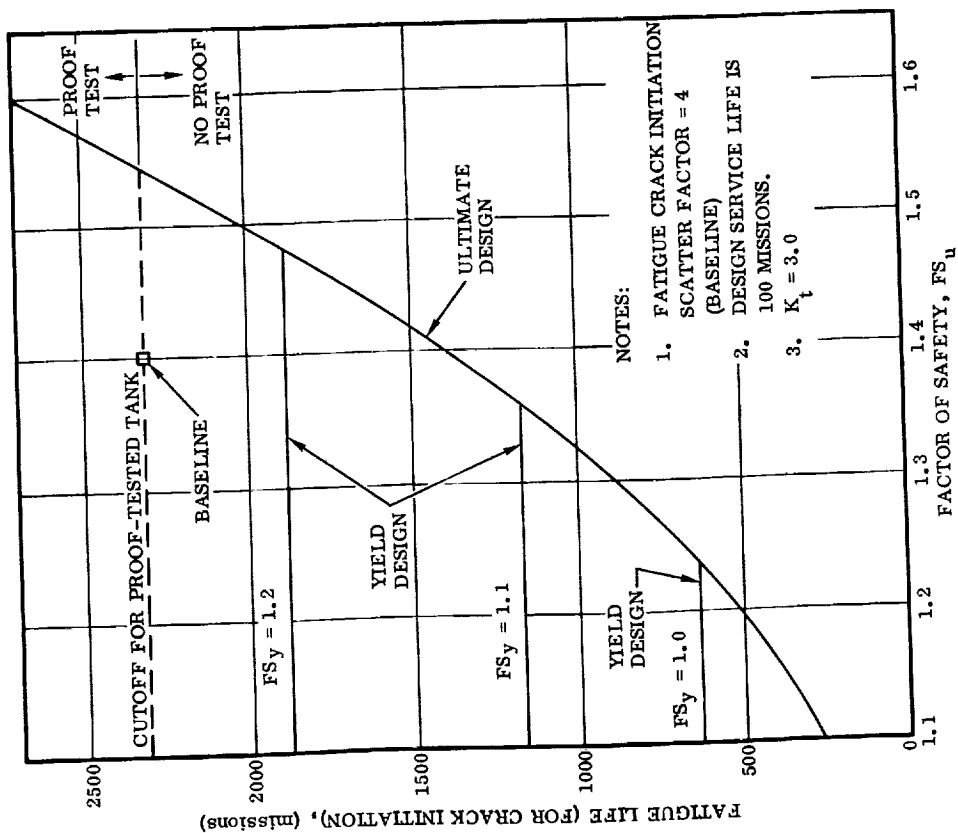 PROOF
TEST
NO PROOF
TEST
CUTOFF FOR PROOF-TESTED TANK
BASELINE
FSy = 1.2
YIELD
DESIGN
ULTIMATE
DESIGN
FSy = 1.1
YIELD
DESIGN
FSy = 1.0
NOTES:
1. FATIGUE CRACK INITIATION
SCATTER FACTOR = 4
(BASELINE)
2. DESIGN SERVICE LIFE IS
100 MISSIONS.
3. Kt = 3.0
2500
2000
1500
1000
500
0
FATIGUE LIFE (FOR CRACK INITIATION), (missions)
1.1
1.2
1.3
1.4
1.5
1.6
FACTOR OF SAFETY, FSu